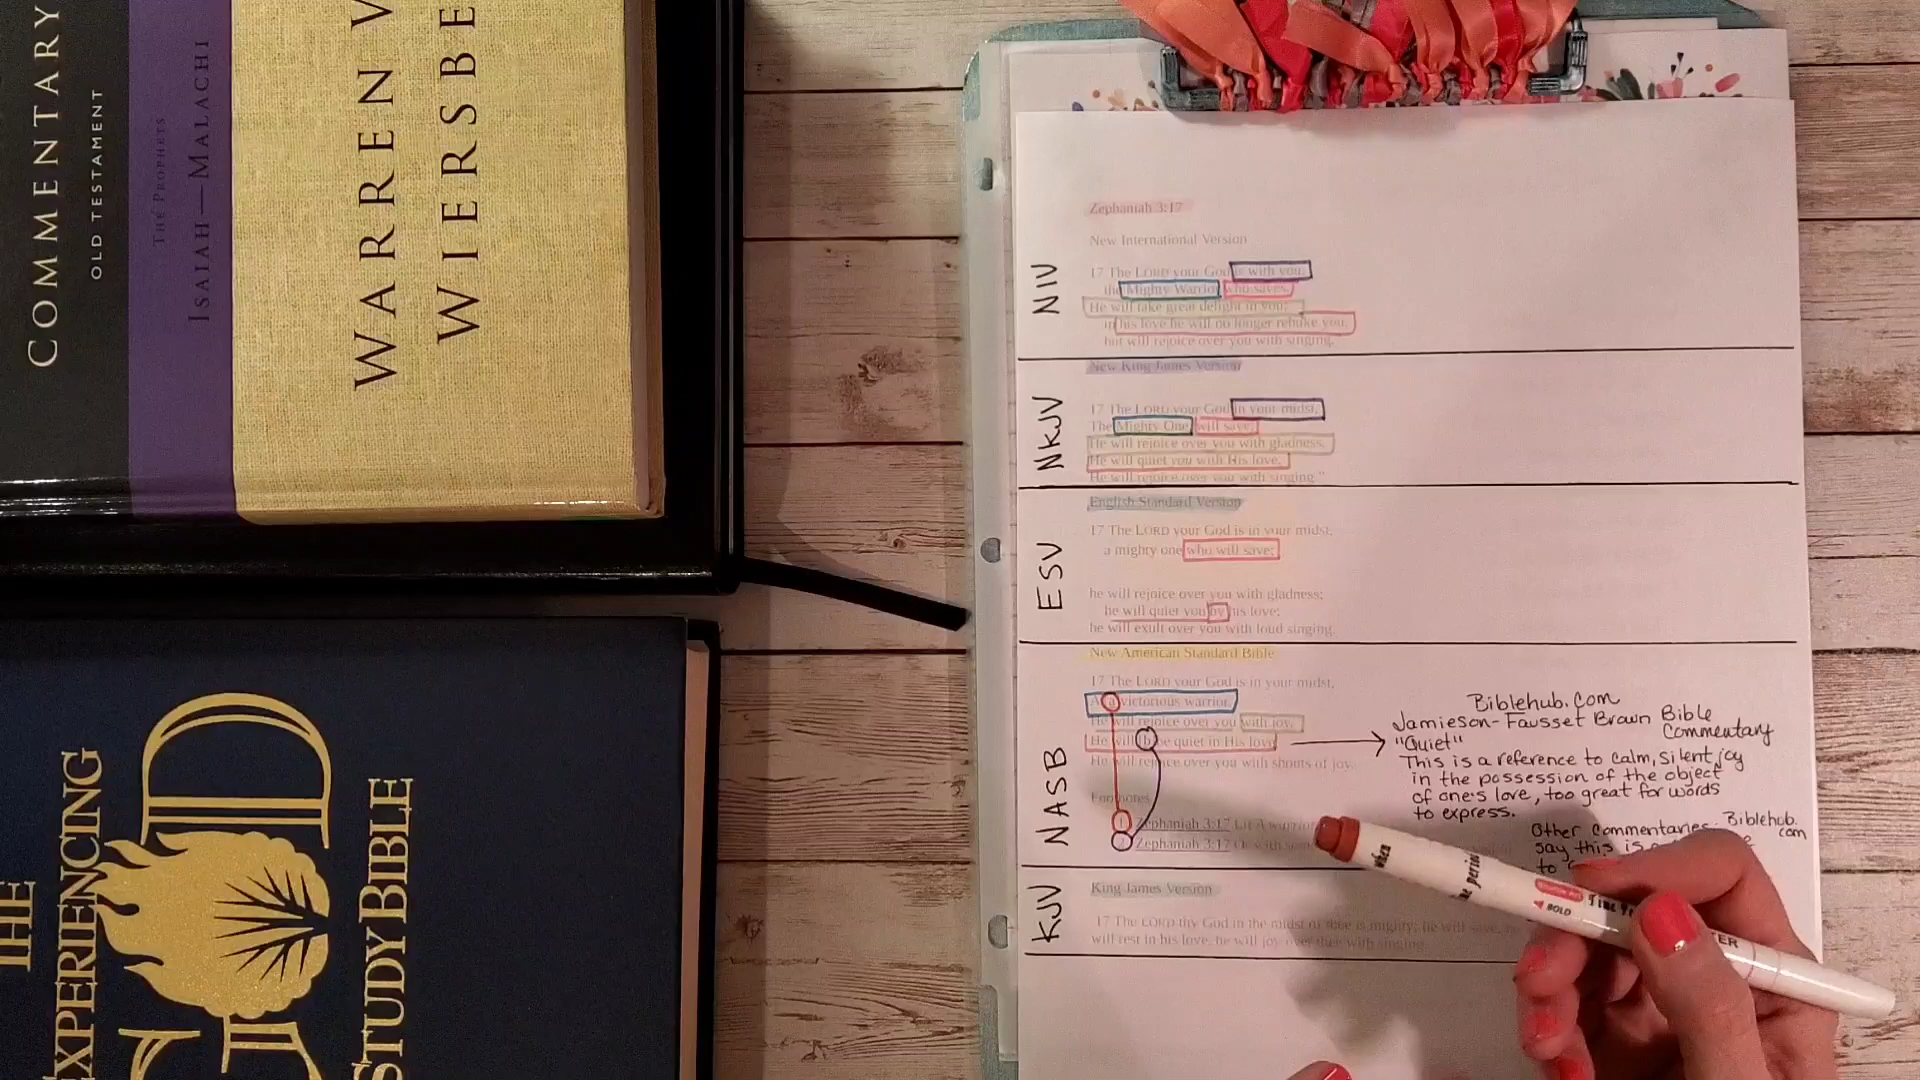 COMMENTARY
OLD TESTAMENT
THE PROPHETS
ISAIAH—MALACHI
WARREN W
WIERSBE
THE
EXPERIENCING
GOD
STUDY BIBLE
Zephaniah 3:17
New International Version
NIV
17 The LORD your God is with you,
the Mighty Warrior who saves.
He will take great delight in you;
in his love he will no longer rebuke you,
but will rejoice over you with singing.
New King James Version
NKJV
17 The LORD your God in your midst,
The Mighty One, will save;
He will rejoice over you with gladness,
He will quiet you with His love,
He will rejoice over you with singing."
English Standard Version
ESV
17 The LORD your God is in your midst,
a mighty one who will save;
he will rejoice over you with gladness;
he will quiet you by his love;
he will exult over you with loud singing.
New American Standard Bible
NASB
17 The LORD your God is in your midst,
A a victorious warrior.
He will rejoice over you with joy,
He will b be quiet in His love,
He will rejoice over you with shouts of joy.
Footnotes
1 Zephaniah 3:17 Lit A warrior
2 Zephaniah 3:17
Biblehub.com
Jamieson-Fausset Brown Bible
Commentary
"Quiet"
This is a reference to calm, silent joy
in the possession of the object
of one's love, too great for words
to express.
Other Commentaries Biblehub.
com
say this is a
to
KJV
King James Version
17 The LORD thy God in the midst of thee is mighty; he will save,
will rest in his love, he will joy over thee with singing.
when
the period
BOLD